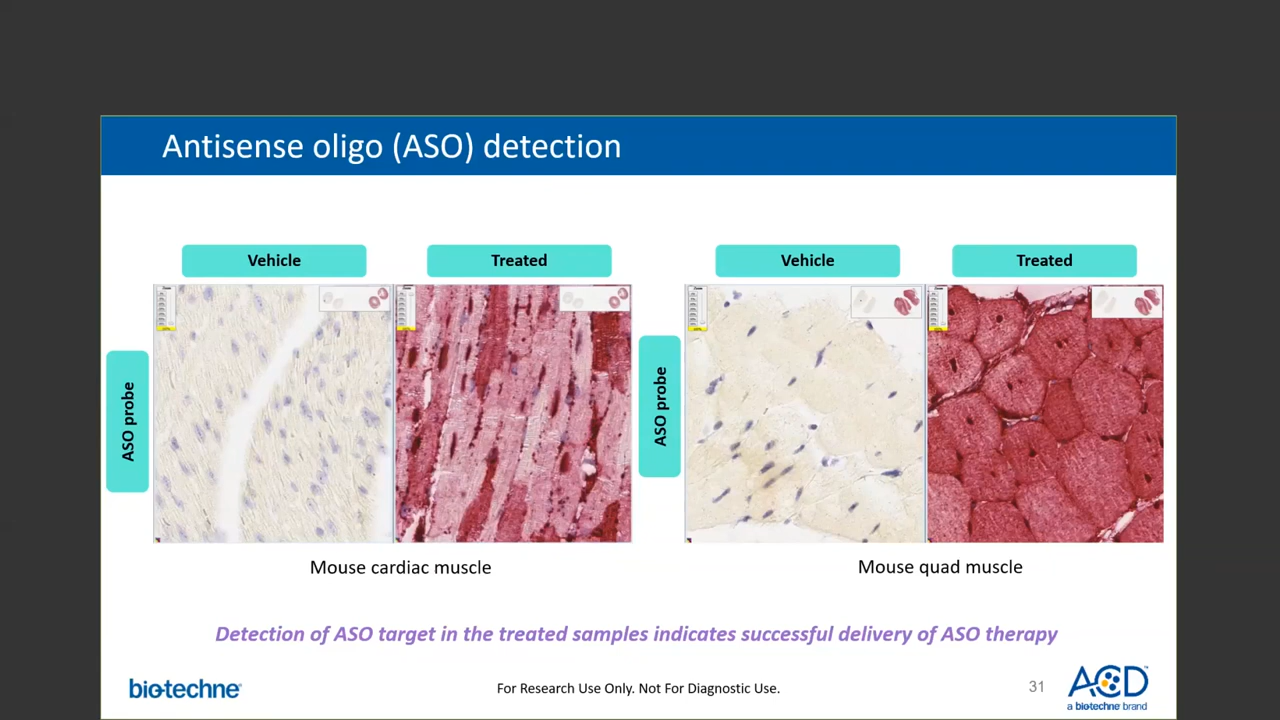 Antisense oligo (ASO) detection
Vehicle
Treated
Vehicle
Treated
ASO probe
ASO probe
Mouse cardiac muscle
Mouse quad muscle
Detection of ASO target in the treated samples indicates successful delivery of ASO therapy
bio-techne®
For Research Use Only. Not For Diagnostic Use.
31
ACD™
a biotechne brand